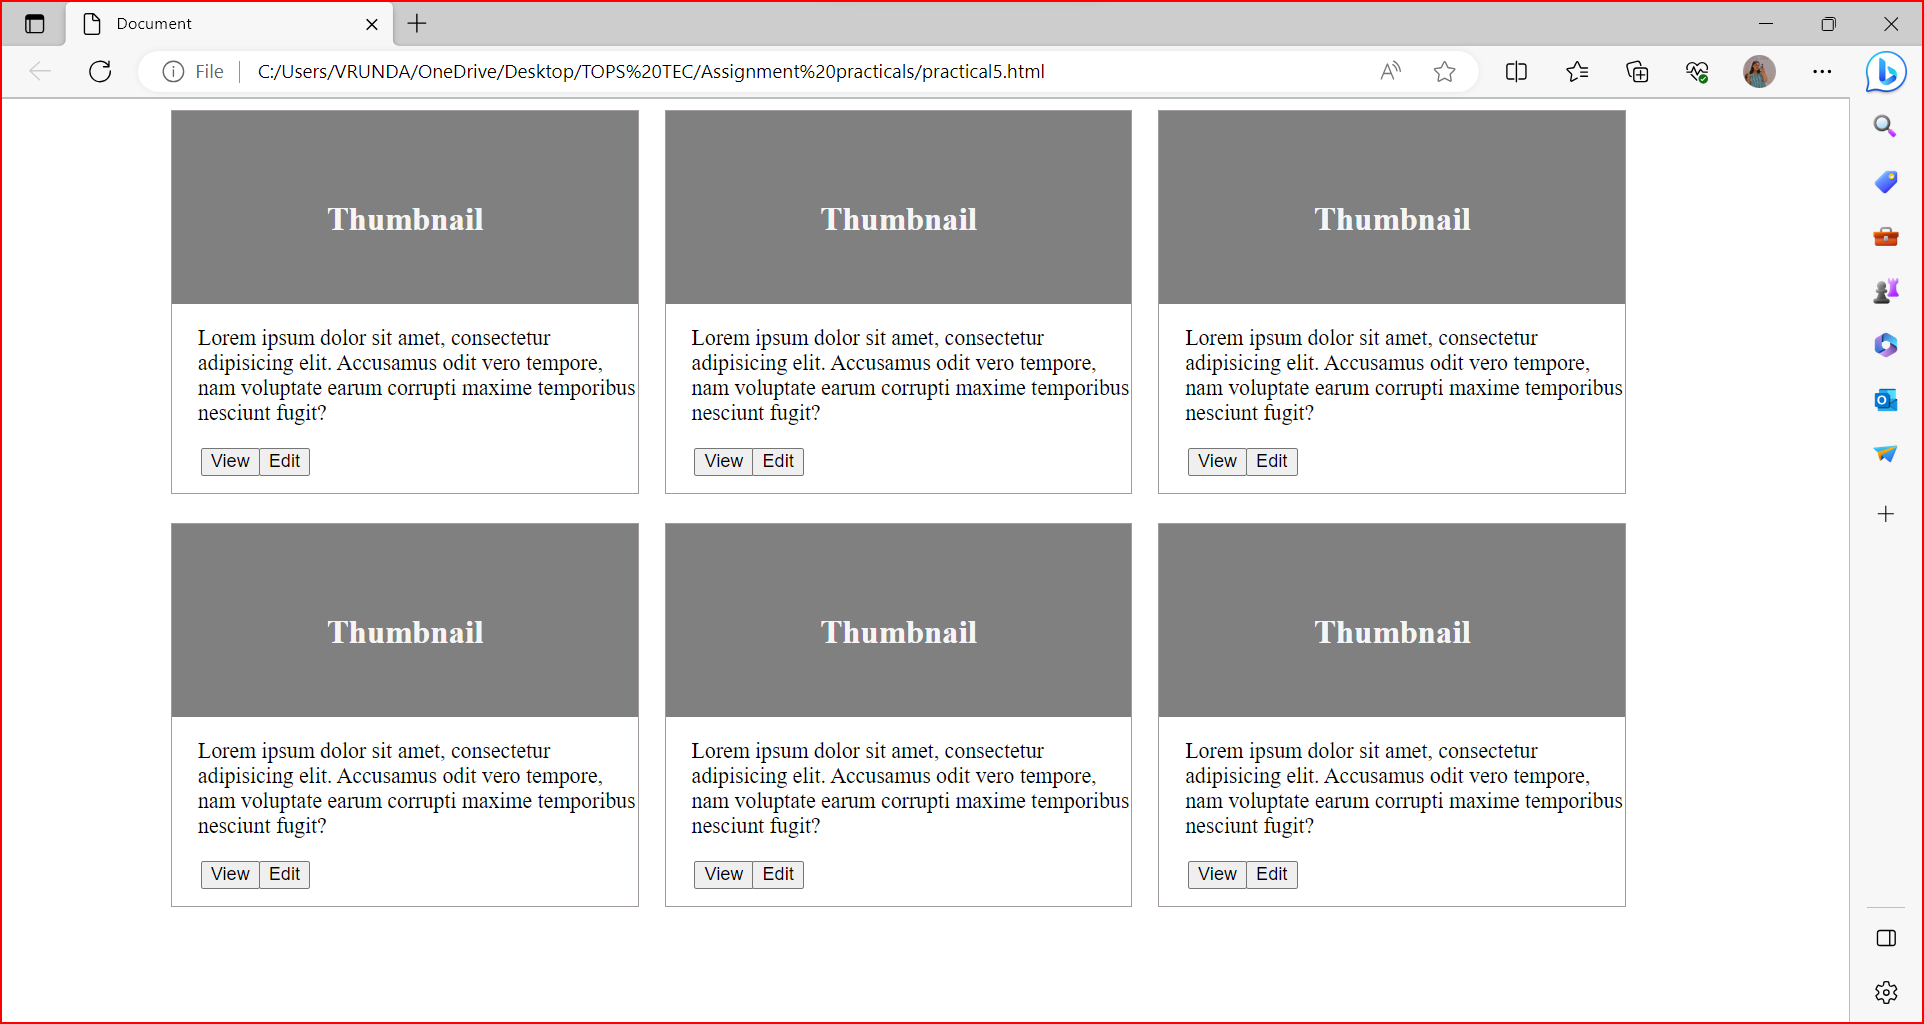 Document
File
C:/Users/VRUNDA/OneDrive/Desktop/TOPS%20TEC/Assignment%20practicals/practical5.html
Thumbnail
Lorem ipsum dolor sit amet, consectetur
adipisicing elit. Accusamus odit vero tempore,
nam voluptate earum corrupti maxime temporibus
nesciunt fugit?
View Edit
Thumbnail
Lorem ipsum dolor sit amet, consectetur
adipisicing elit. Accusamus odit vero tempore,
nam voluptate earum corrupti maxime temporibus
nesciunt fugit?
View Edit
Thumbnail
Lorem ipsum dolor sit amet, consectetur
adipisicing elit. Accusamus odit vero tempore,
nam voluptate earum corrupti maxime temporibus
nesciunt fugit?
View Edit
Thumbnail
Lorem ipsum dolor sit amet, consectetur
adipisicing elit. Accusamus odit vero tempore,
nam voluptate earum corrupti maxime temporibus
nesciunt fugit?
View Edit
Thumbnail
Lorem ipsum dolor sit amet, consectetur
adipisicing elit. Accusamus odit vero tempore,
nam voluptate earum corrupti maxime temporibus
nesciunt fugit?
View Edit
Thumbnail
Lorem ipsum dolor sit amet, consectetur
adipisicing elit. Accusamus odit vero tempore,
nam voluptate earum corrupti maxime temporibus
nesciunt fugit?
View Edit